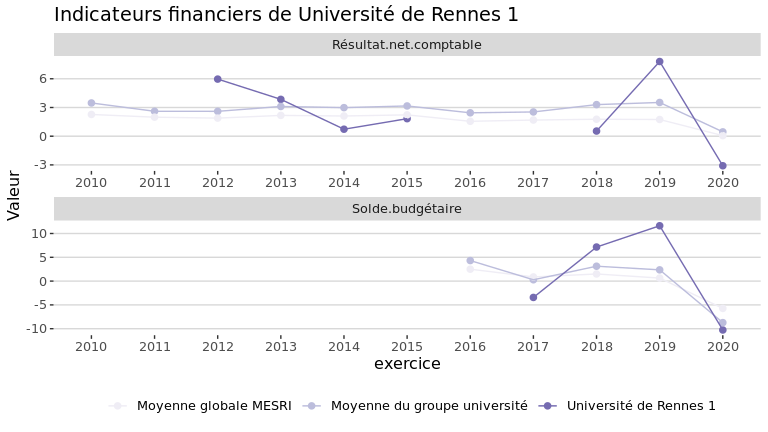 Indicateurs financiers de Université de Rennes 1
Résultat.net.comptable
6
3
0
-3
2010 2011 2012 2013 2014 2015 2016 2017 2018 2019 2020
Valeur
Solde.budgétaire
10
5
0
-5
-10
2010 2011 2012 2013 2014 2015 2016 2017 2018 2019 2020
exercice
Moyenne globale MESRI Moyenne du groupe université Université de Rennes 1